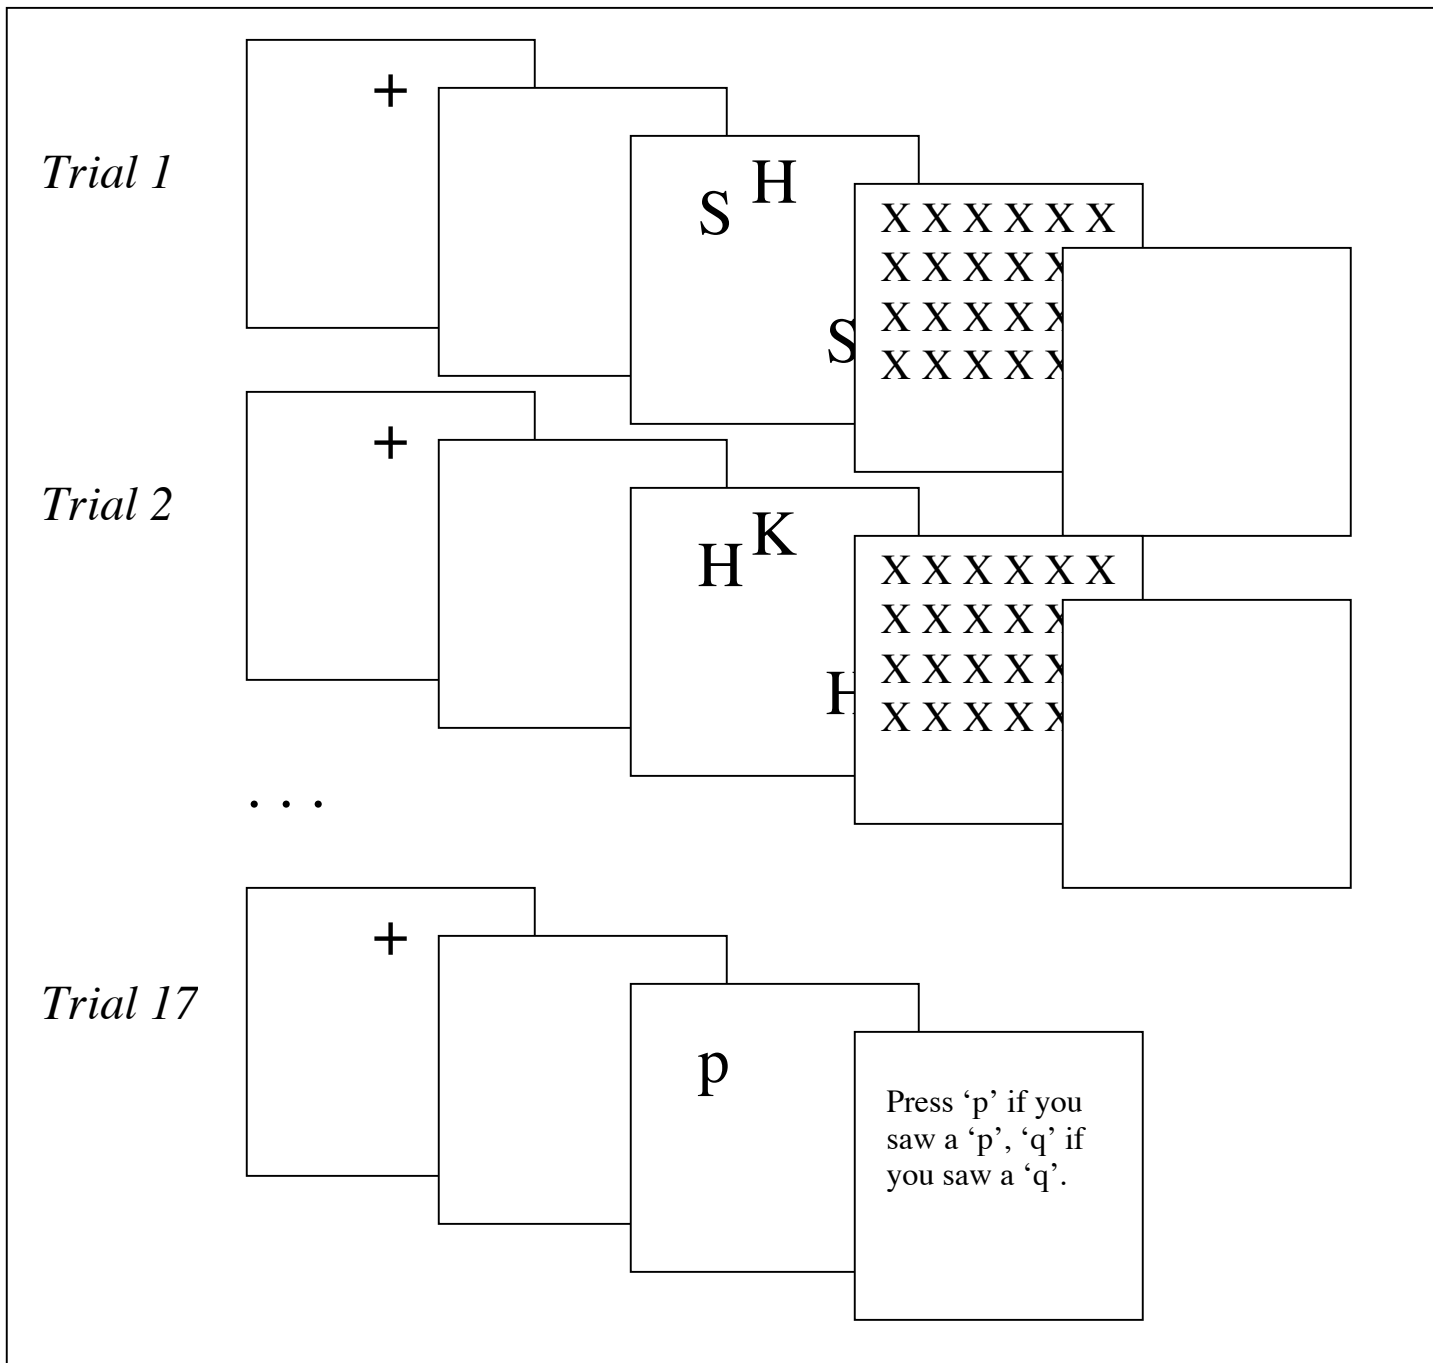 +
Trial 1
H
S
S
X X X X X X
X X X X X
X X X X X
X X X X X
+
Trial 2
K
H
H
X X X X X X
X X X X X
X X X X X
X X X X X
. . .
+
Trial 17
p
Press ‘p’ if you
saw a ‘p’, ‘q’ if
you saw a ‘q’.